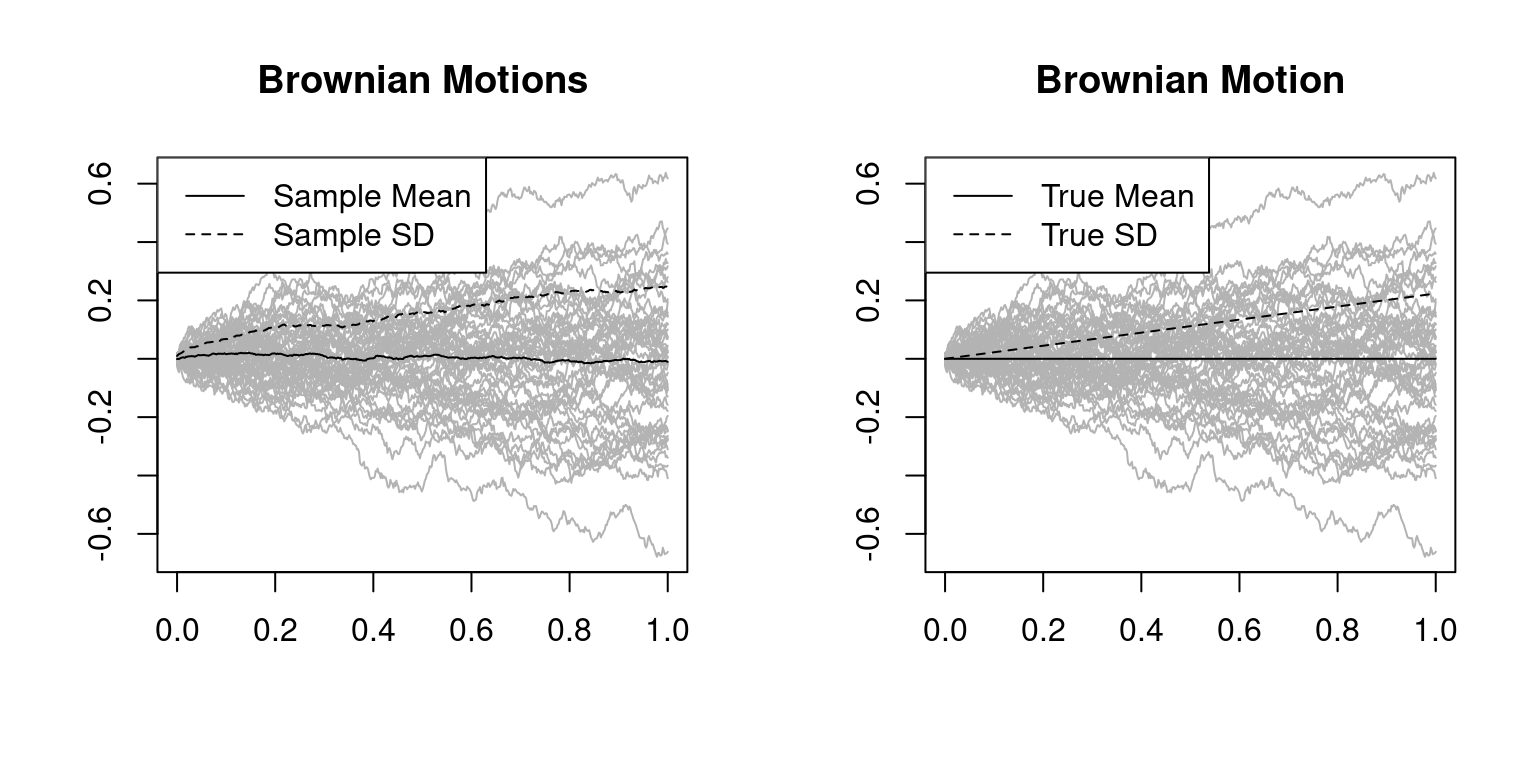 Brownian Motions
Sample Mean
Sample SD
0.6
0.2
-0.2
-0.6
0.0 0.2 0.4 0.6 0.8 1.0
Brownian Motion
True Mean
True SD
0.6
0.2
-0.2
-0.6
0.0 0.2 0.4 0.6 0.8 1.0